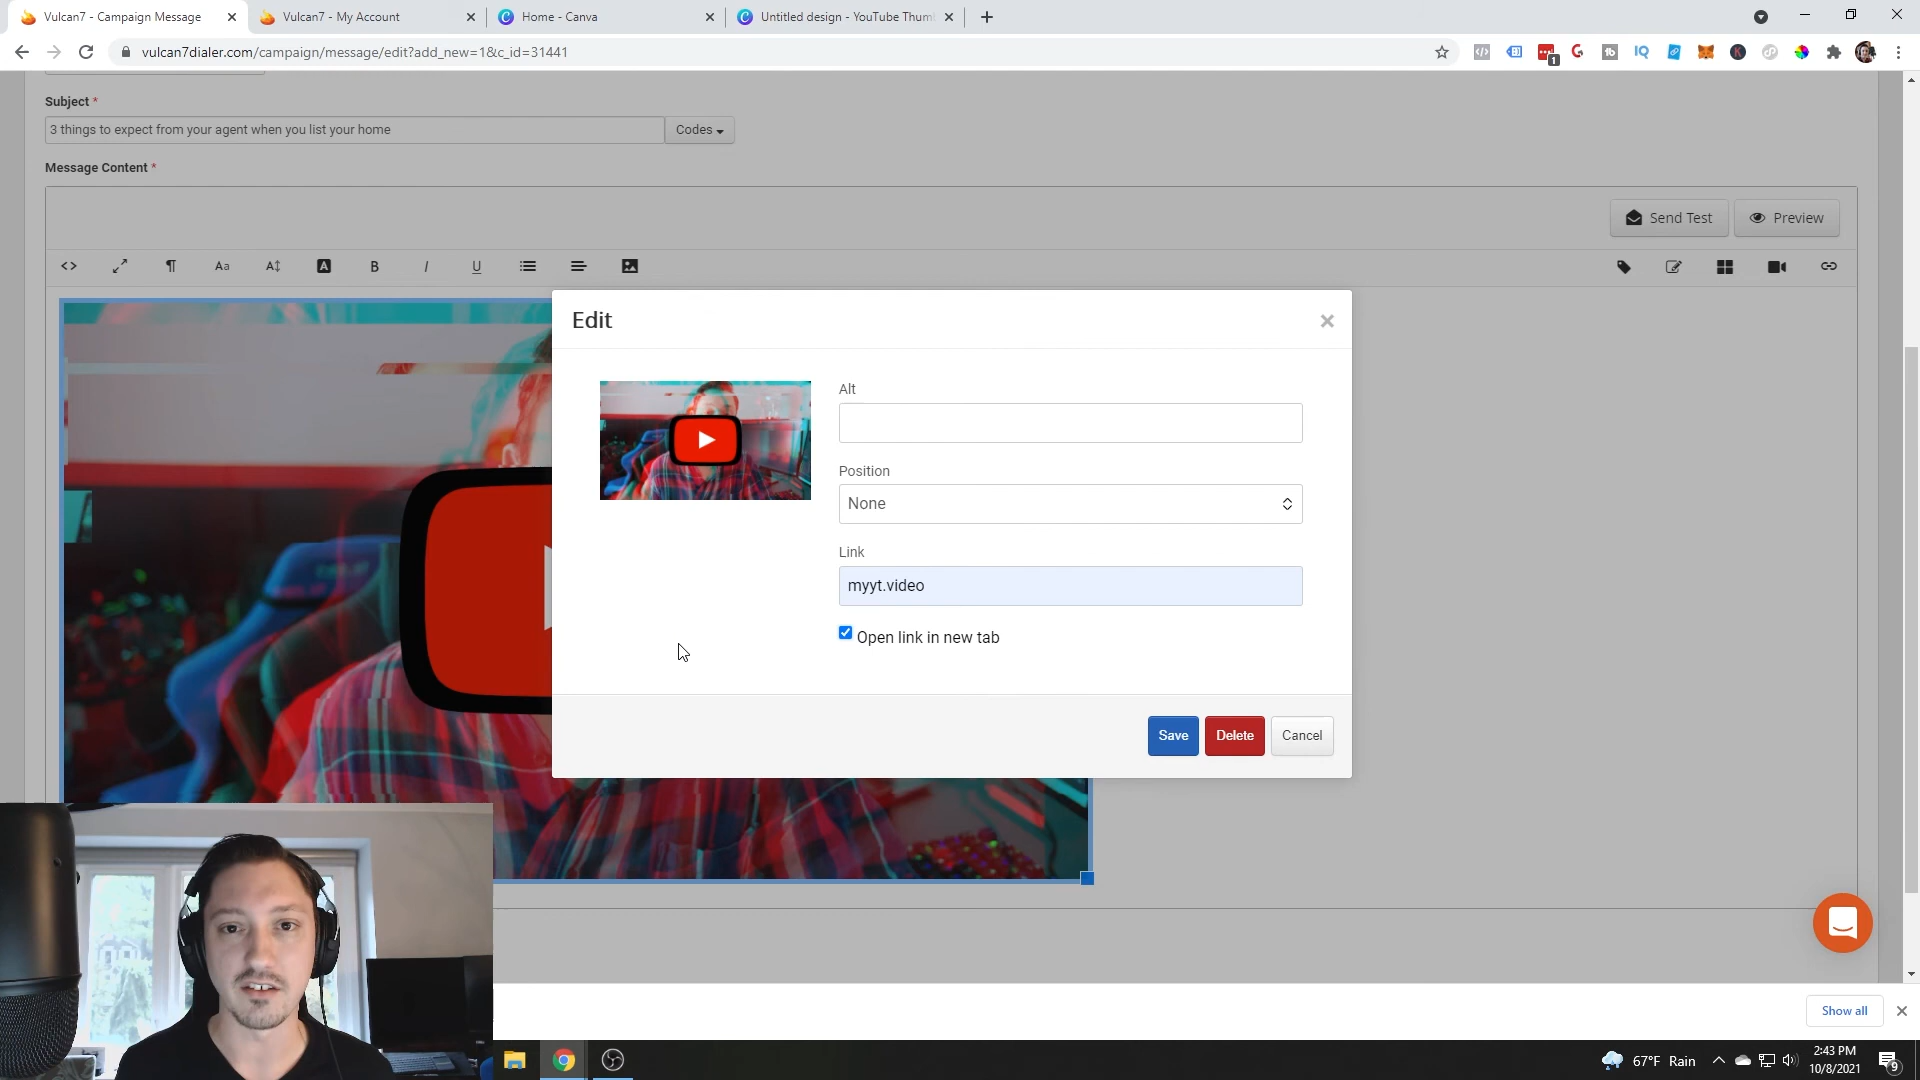 Vulcan7 - Campaign Message
Vulcan7 - My Account
Home - Canva
Untitled design - YouTube Thum
vulcan7dialer.com/campaign/message/edit?add_new=1&c_id=31441
Subject *
3 things to expect from your agent when you list your home
Codes
Message Content *
Send Test
Preview
Edit
Alt
Position
None
Link
myyt.video
Open link in new tab
Save
Delete
Cancel
Show all
67°F Rain
2:43 PM
10/8/2021
9